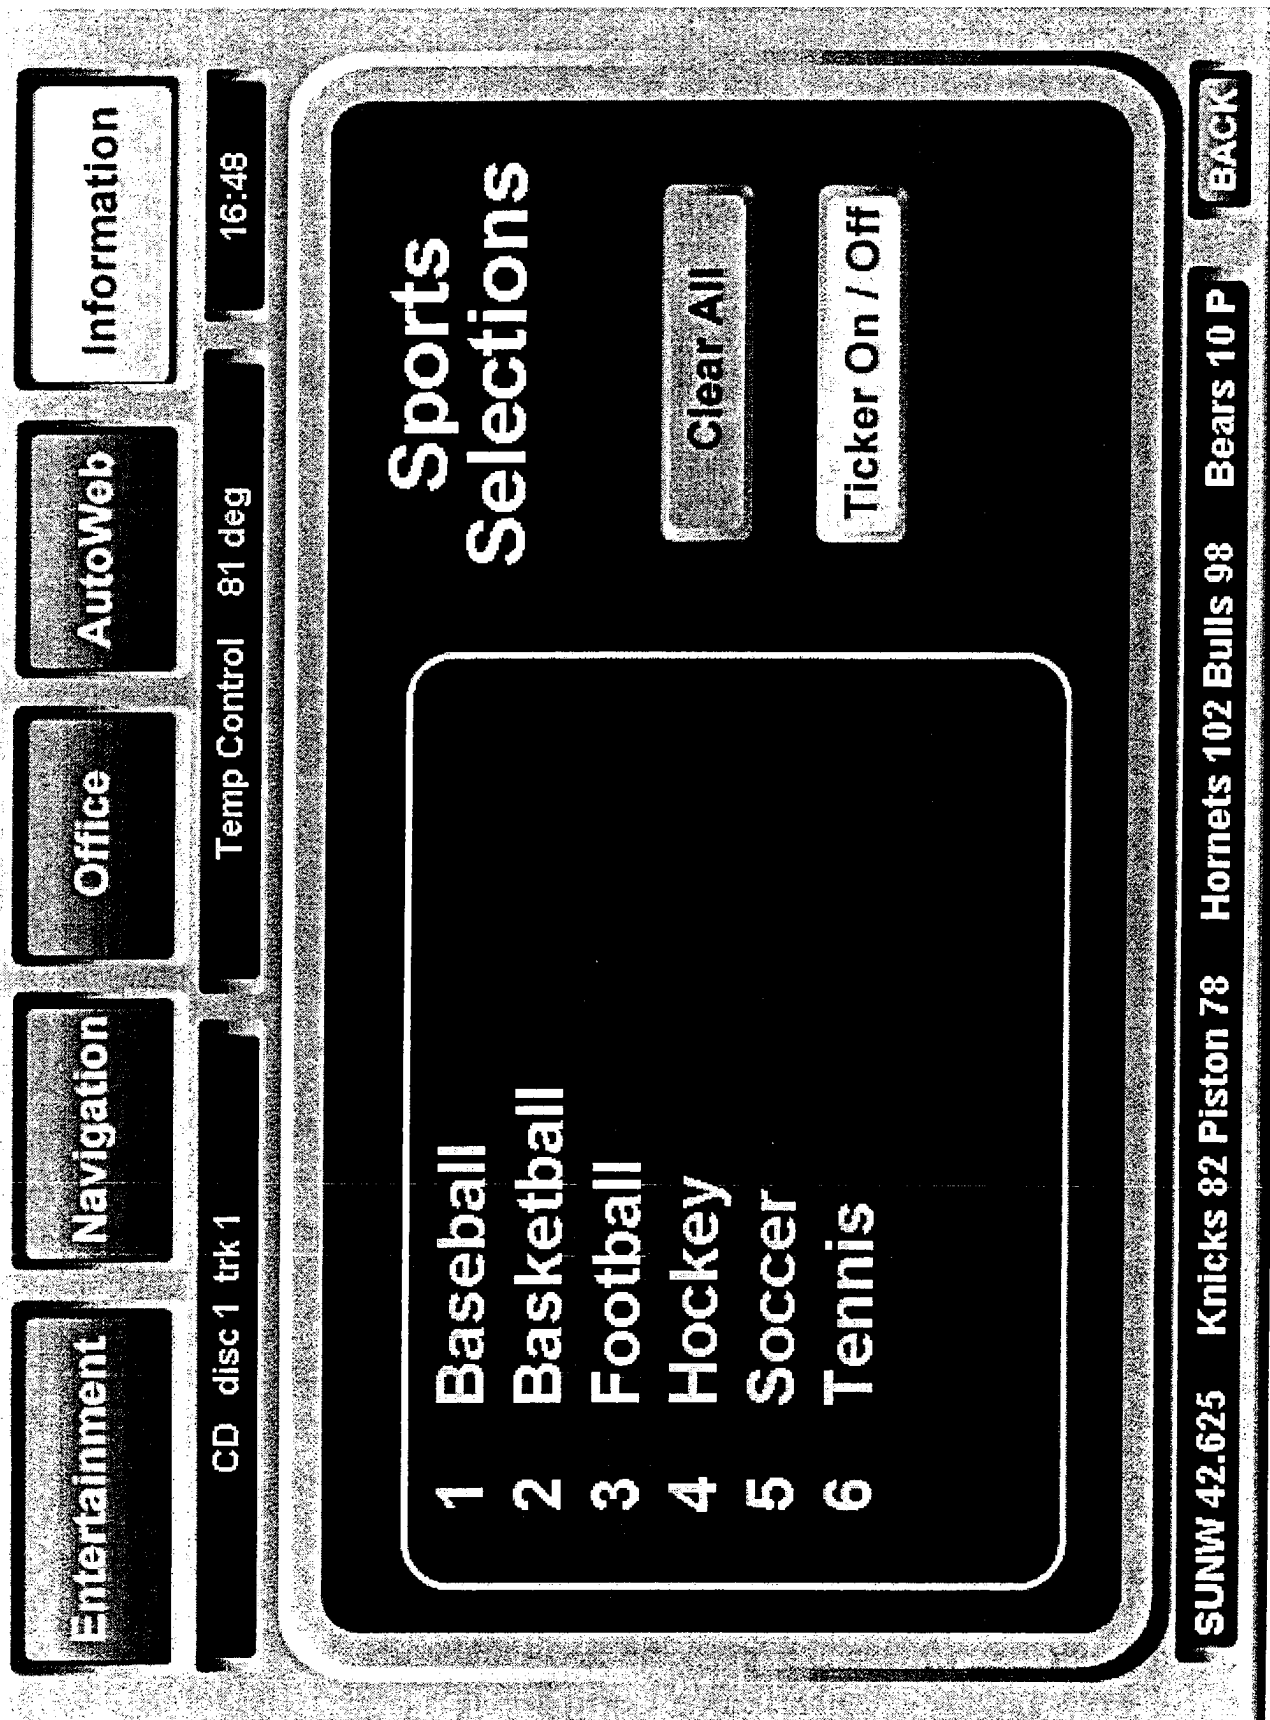 Entertainment Navigation Office AutoWeb Information
CD disc 1 trk 1 Temp Control 81 deg 16:48
Sports
Selections
1 Baseball
2 Basketball
3 Football
4 Hockey
5 Soccer
6 Tennis
Clear All
Ticker On / Off
SUNW 42.625 Knicks 82 Piston 78 Hornets 102 Bulls 98 Bears 10 P
BACK